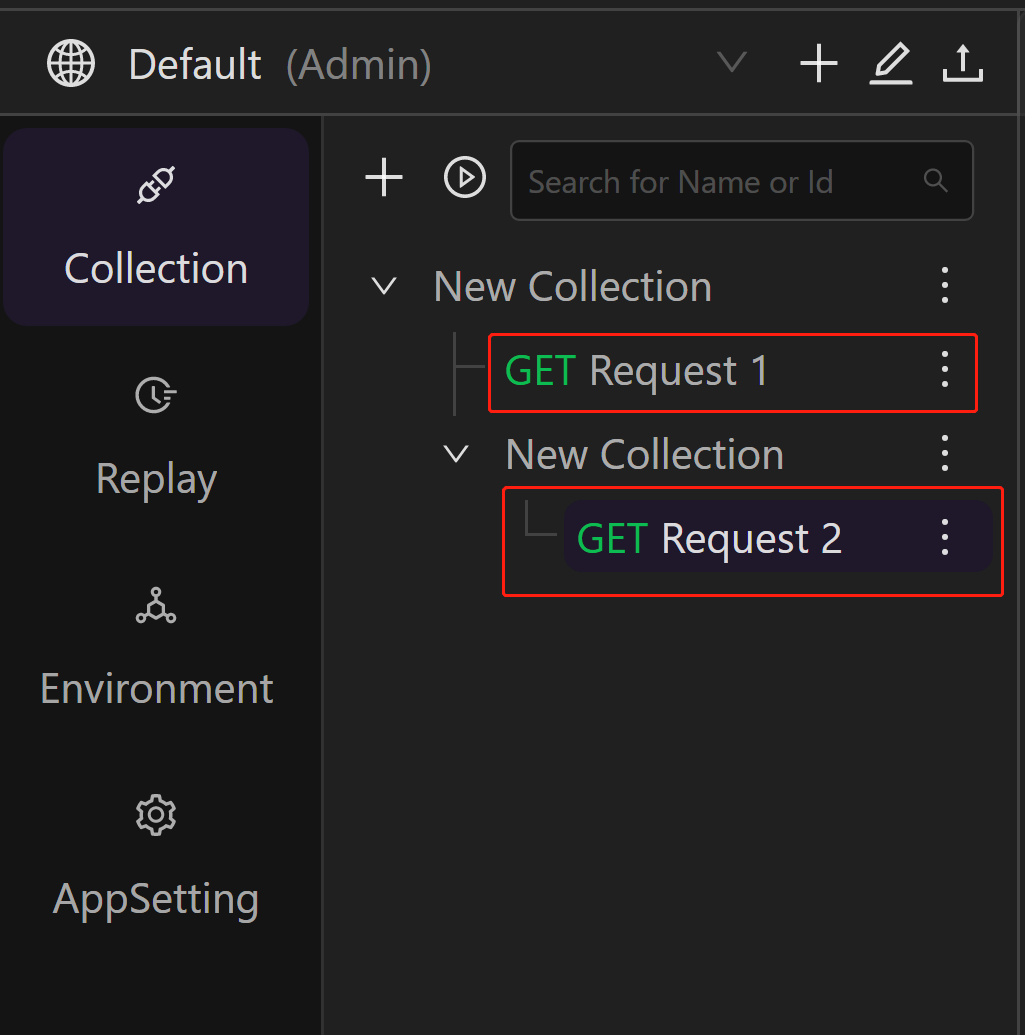 Default (Admin)
Collection
Replay
Environment
AppSetting
Search for Name or Id
New Collection
GET Request 1
New Collection
GET Request 2